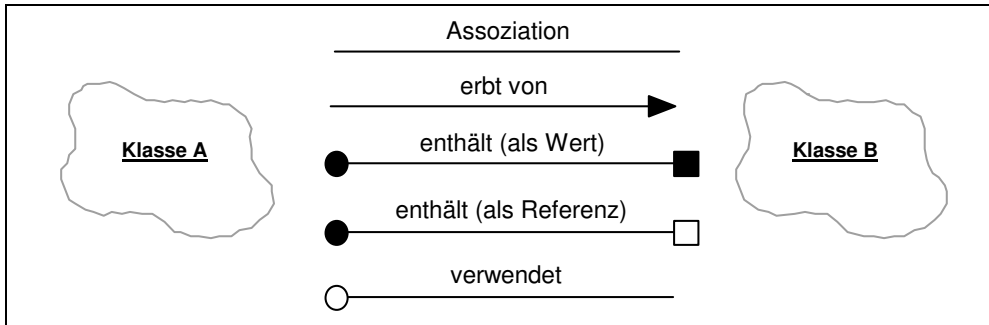 Assoziation
erbt von
Klasse A
enthält (als Wert)
Klasse B
enthält (als Referenz)
verwendet